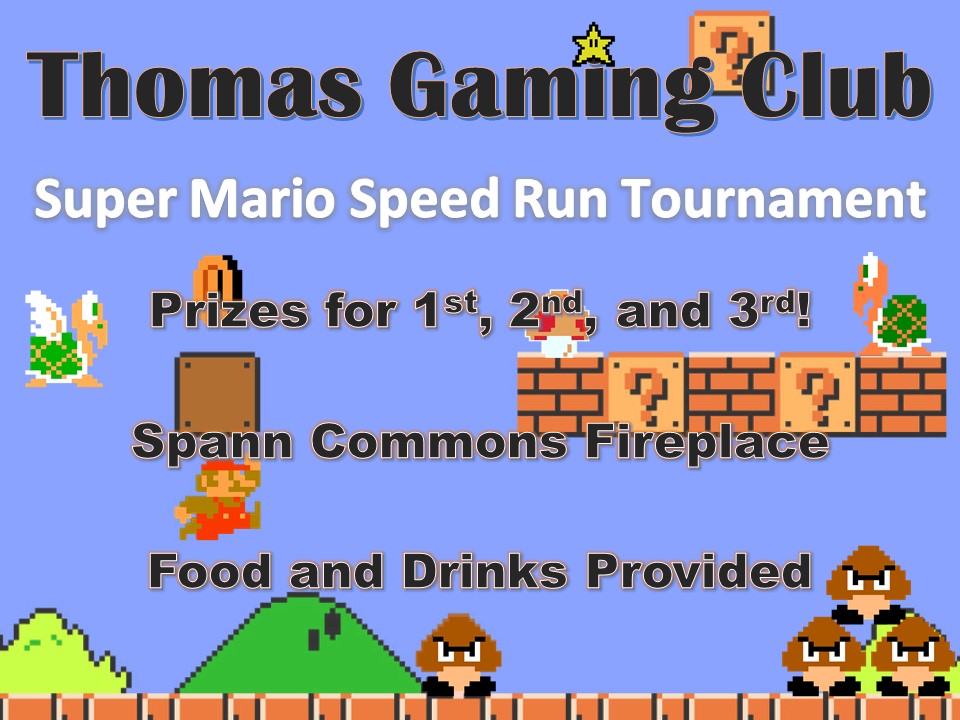 Thomas Gaming Club
Super Mario Speed Run Tournament
Prizes for 1st, 2nd, and 3rd!
? ?
Spann Commons Fireplace
Food and Drinks Provided